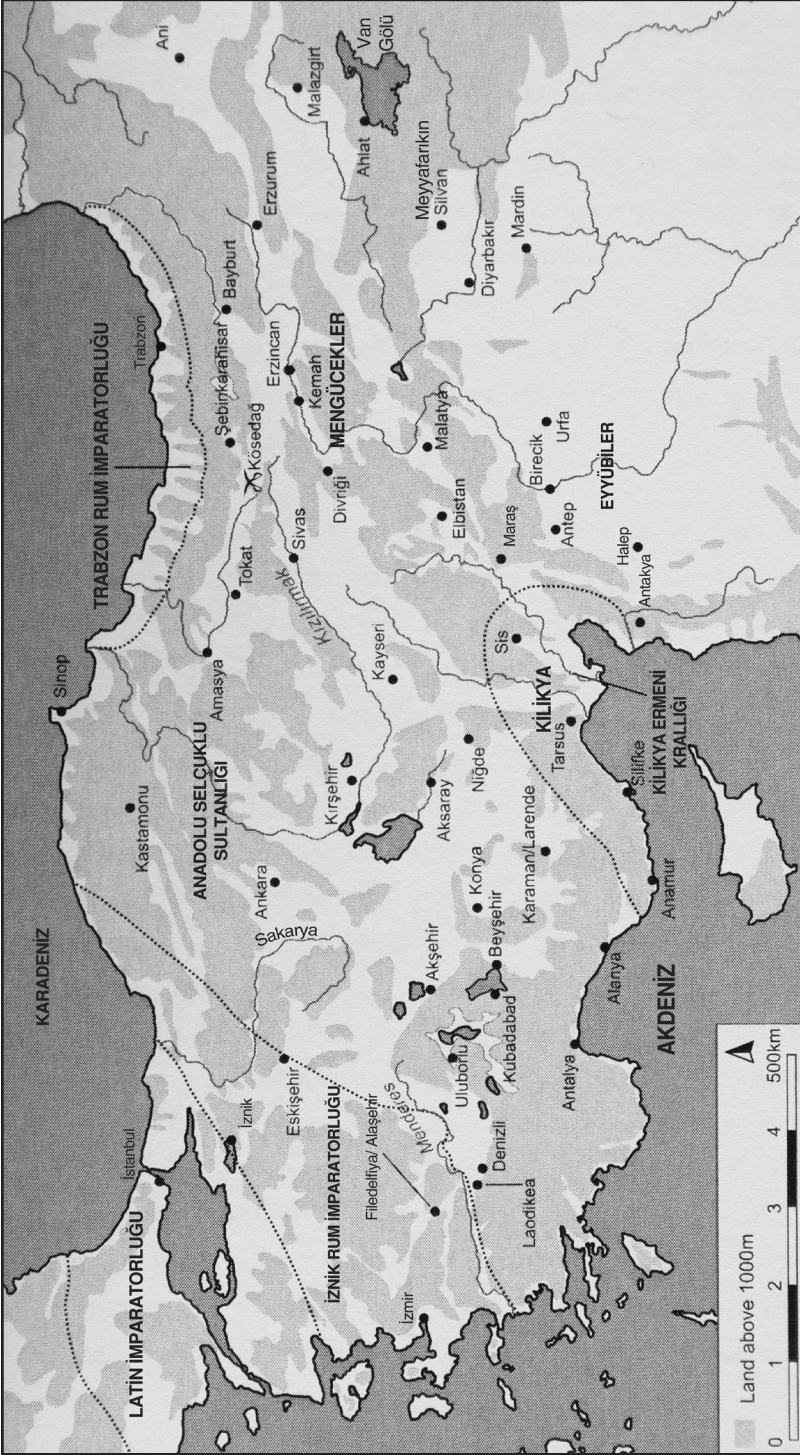 KARADENİZ
LATİN İMPARATORLUĞU
İstanbul
İznik
İZNİK RUM İMPARATORLUĞU
Eskişehir
Filedelfiya/ Alaşehir
İzmir
Menderes
Laodikea
Denizli
Uluborlu
Kubadabad
Akşehir
Beyşehir
Konya
Antalya
Alanya
AKDENİZ
Anamur
Karaman/Larende
Sakarya
Ankara
Kastamonu
Sinop
ANADOLU SELÇUKLU
SULTANLIĞI
Kırşehir
Aksaray
Niğde
Kayseri
Kızılırmak
Amasya
Tokat
Sivas
TRABZON RUM İMPARATORLUĞU
Trabzon
Şebinkarahisar
Kösedağ
Bayburt
Erzincan
Kemah
MENGÜCEKLER
Divriği
Erzurum
Ani
Malazgirt
Van
Gölü
Ahlat
Meyyafarikın
Silvan
Diyarbakır
Mardin
Malatya
Elbistan
Maraş
Antep
Birecik
Urfa
EYYÜBİLER
Halep
Antakya
Sis
KİLİKYA
Tarsus
Silifke
KİLİKYA ERMENİ
KRALLIĞI
Land above 1000m
0 1 2 3 4 500km